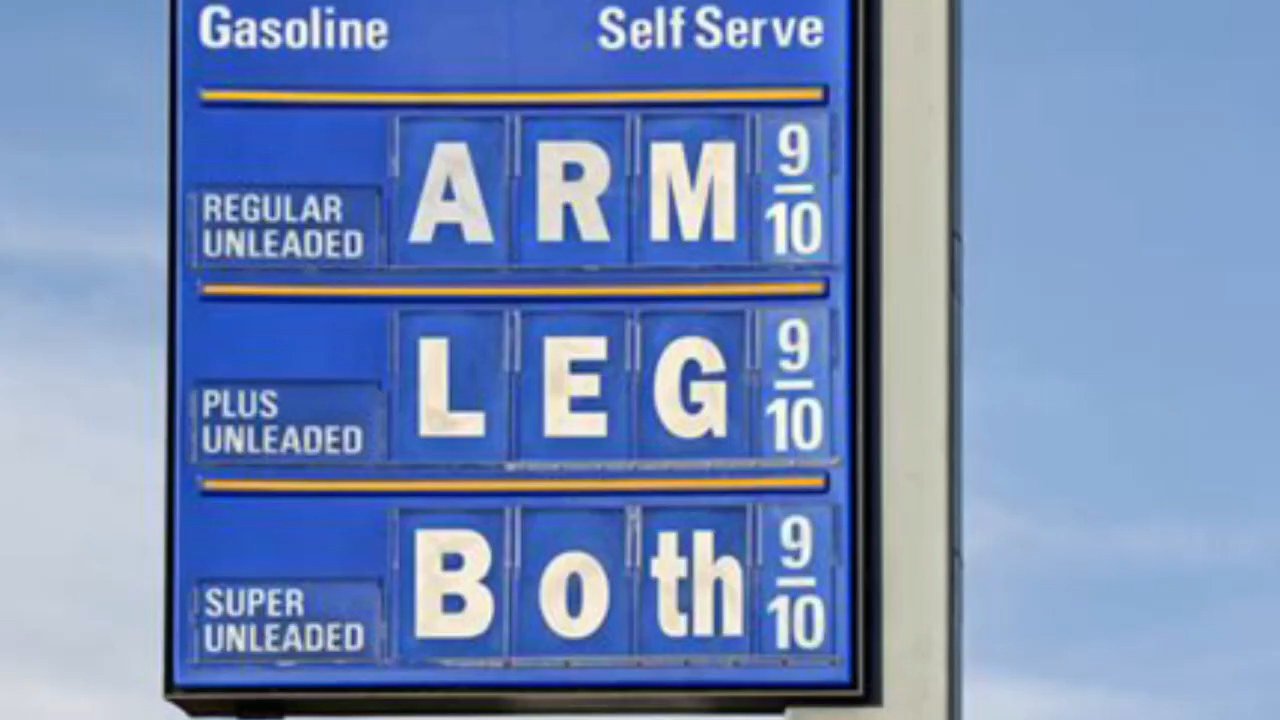 Gasoline Self Serve
REGULAR
UNLEADED
ARM 9/10
PLUS
UNLEADED
LEG 9/10
SUPER
UNLEADED
Both 9/10